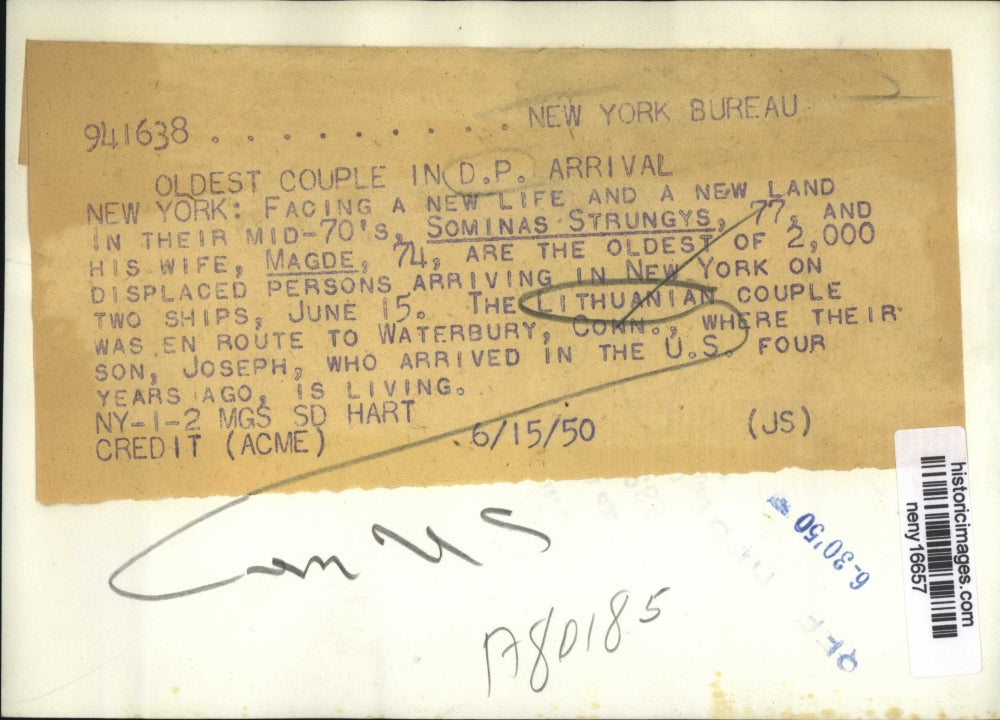 941638 . . . . . . . . . . NEW YORK BUREAU
OLDEST COUPLE IN D.P. ARRIVAL
NEW YORK: FACING A NEW LIFE AND A NEW LAND
IN THEIR MID-70'S, SOMINAS STRUNGYS, 77, AND
HIS WIFE, MAGDE, 74, ARE THE OLDEST OF 2,000
DISPLACED PERSONS ARRIVING IN NEW YORK ON
TWO SHIPS, JUNE 15. THE LITHUANIAN COUPLE
WAS EN ROUTE TO WATERBURY, CONN., WHERE THEIR
SON, JOSEPH, WHO ARRIVED IN THE U.S. FOUR
YEARS AGO, IS LIVING.
NY-1-2 MGS SD HART
CREDIT (ACME) 6/15/50 (JS)
6-30'50
A80185
REF
historicimages.com
neny16657